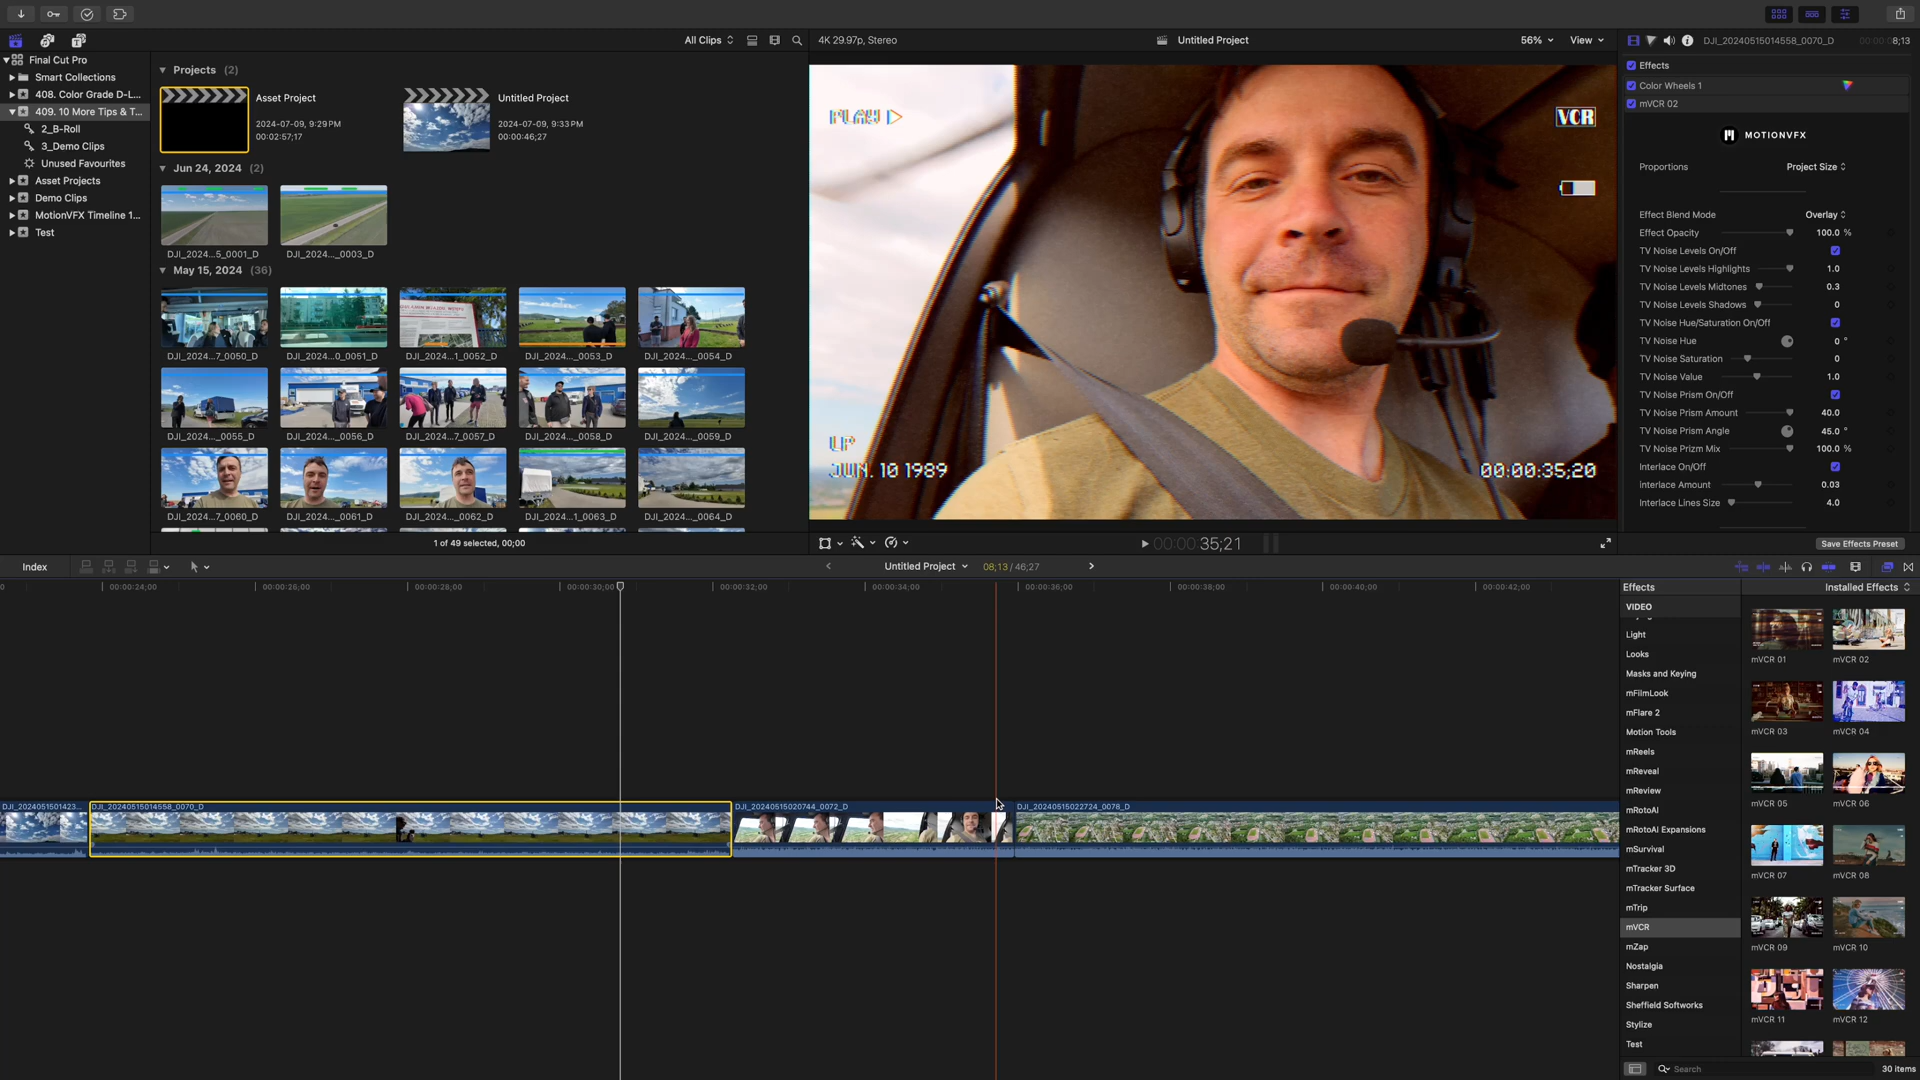 All Clips
4K 29.97p, Stereo
Untitled Project
56%
View
DJI_20240515014558_0070_D
8;13
Final Cut Pro
Smart Collections
408. Color Grade D-L...
409. 10 More Tips & T...
2_B-Roll
3_Demo Clips
Unused Favourites
Asset Projects
Demo Clips
MotionVFX Timeline 1...
Test
Projects (2)
Asset Project
2024-07-09, 9:29PM
00:02:57;17
Untitled Project
2024-07-09, 9:33PM
00:00:46;27
Jun 24, 2024 (2)
DJI_2024...5_0001_D
DJI_2024..._0003_D
May 15, 2024 (36)
DJI_2024...7_0050_D
DJI_2024...0_0051_D
DJI_2024...1_0052_D
DJI_2024..._0053_D
DJI_2024..._0054_D
DJI_2024..._0055_D
DJI_2024..._0056_D
DJI_2024...7_0057_D
DJI_2024..._0058_D
DJI_2024..._0059_D
DJI_2024...7_0060_D
DJI_2024..._0061_D
DJI_2024..._0062_D
DJI_2024...1_0063_D
DJI_2024..._0064_D
1 of 49 selected, 00;00
PLAY
VCR
LP
JUN. 10 1989
00:00:35;20
00:00:35;21
Effects
Color Wheels 1
mVCR 02
MOTIONVFX
Proportions Project Size
Effect Blend Mode Overlay
Effect Opacity 100.0 %
TV Noise Levels On/Off
TV Noise Levels Highlights 1.0
TV Noise Levels Midtones 0.3
TV Noise Levels Shadows 0
TV Noise Hue/Saturation On/Off
TV Noise Hue 0 °
TV Noise Saturation 0
TV Noise Value 1.0
TV Noise Prism On/Off
TV Noise Prism Amount 40.0
TV Noise Prism Angle 45.0 °
TV Noise Prizm Mix 100.0 %
Interlace On/Off
interlace Amount 0.03
Interlace Lines Size 4.0
Save Effects Preset
Index
Untitled Project
08;13 / 46;27
00:00:24;00
00:00:26;00
00:00:28;00
00:00:30;00
00:00:32;00
00:00:34;00
00:00:36;00
00:00:38;00
00:00:40;00
00:00:42;00
DJI_2024051501423...
DJI_20240515014558_0070_D
DJI_20240515020744_0072_D
DJI_20240515022724_0078_D
Effects
Installed Effects
VIDEO
Light
Looks
Masks and Keying
mFilmLook
mFlare 2
Motion Tools
mReels
mReveal
mReview
mRotoAI
mRotoAI Expansions
mSurvival
mTracker 3D
mTracker Surface
mTrip
mVCR
mZap
Nostalgia
Sharpen
Sheffield Softworks
Stylize
Test
mVCR 01
mVCR 02
mVCR 03
mVCR 04
mVCR 05
mVCR 06
mVCR 07
mVCR 08
mVCR 09
mVCR 10
mVCR 11
mVCR 12
Search
30 items